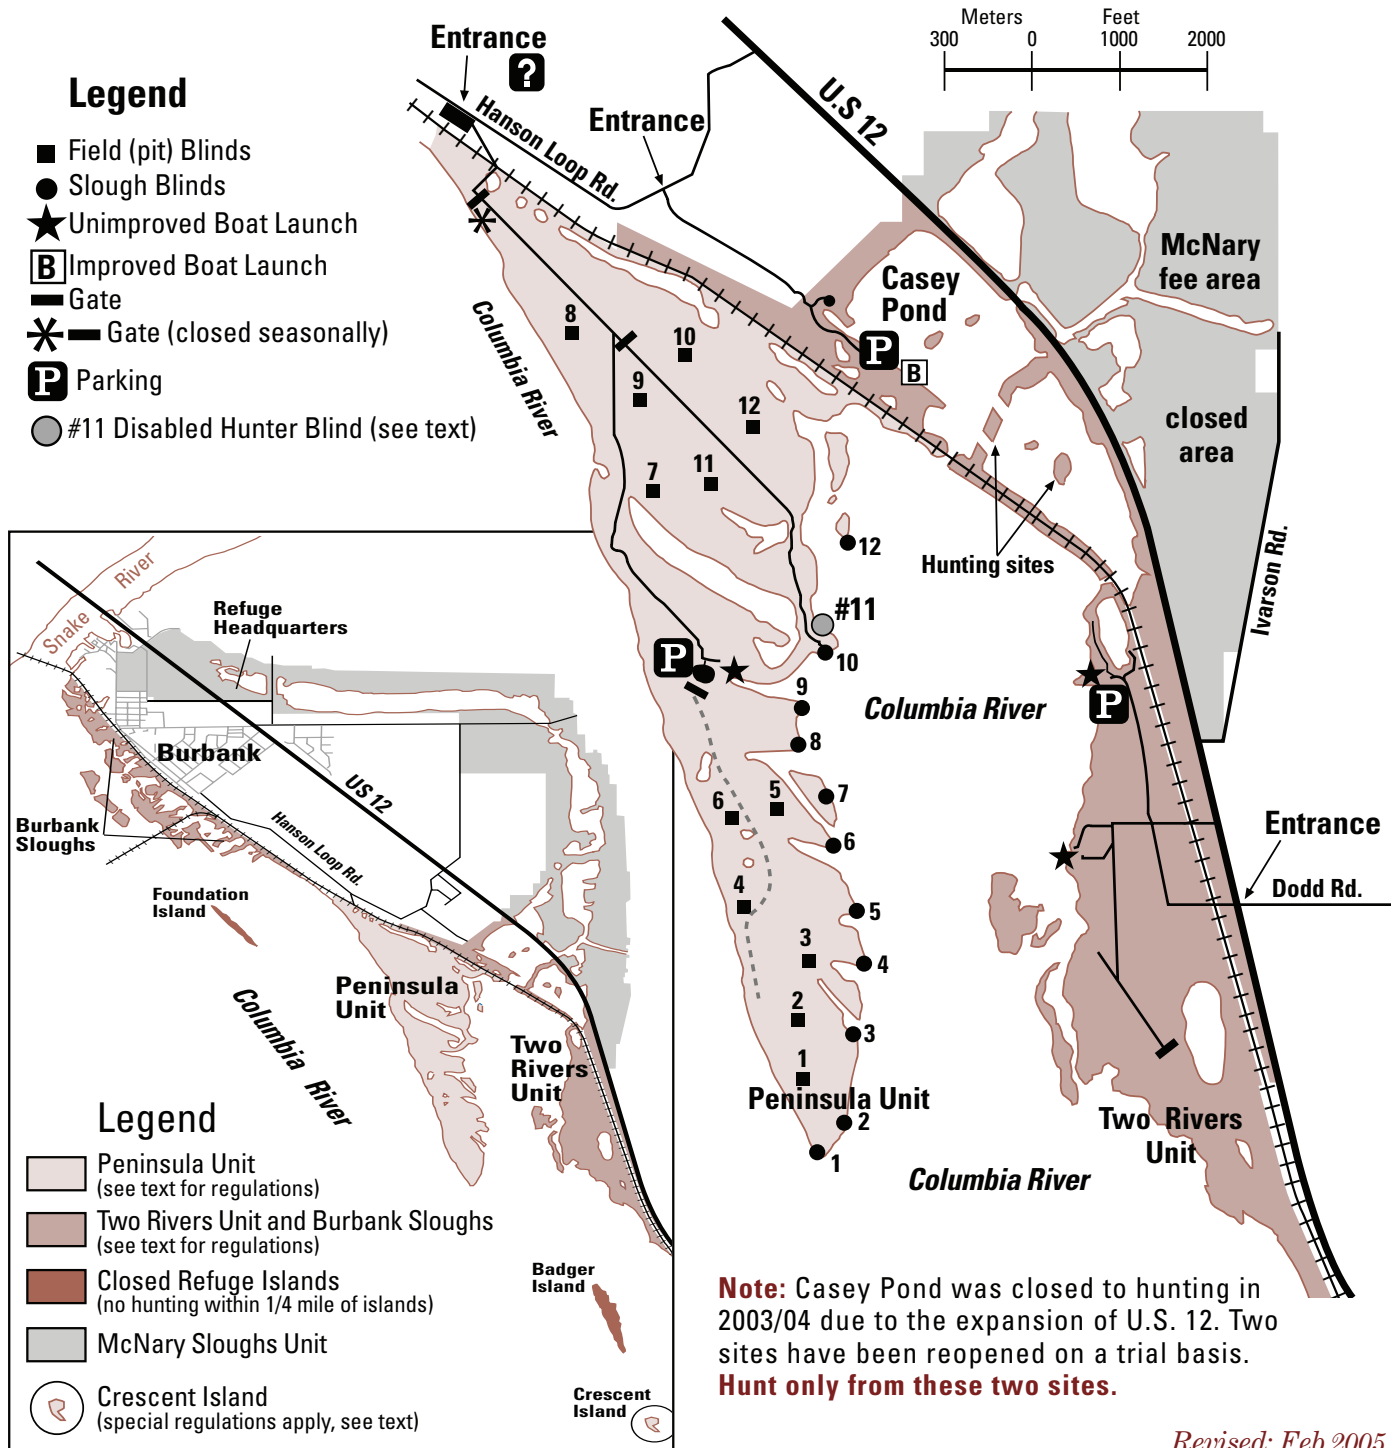 Meters Feet
300 0 1000 2000
Entrance
?
Legend
Field (pit) Blinds
Slough Blinds
Unimproved Boat Launch
B Improved Boat Launch
Gate
Gate (closed seasonally)
P Parking
#11 Disabled Hunter Blind (see text)
Hanson Loop Rd.
Entrance
U.S 12
McNary
fee area
Casey
Pond
P
B
closed
area
Columbia River
8
10
9
12
7
11
12
Hunting sites
Ivarson Rd.
#11
10
P
9
Columbia River
P
8
7
6
5
6
4
5
3
4
2
3
1
Peninsula Unit
2
1
Entrance
Dodd Rd.
Two Rivers
Unit
Columbia River
Snake River
Refuge
Headquarters
Burbank
US 12
Burbank
Sloughs
Hanson Loop Rd.
Foundation
Island
Peninsula
Unit
Columbia River
Two
Rivers
Unit
Legend
Peninsula Unit
(see text for regulations)
Two Rivers Unit and Burbank Sloughs
(see text for regulations)
Closed Refuge Islands
(no hunting within 1/4 mile of islands)
McNary Sloughs Unit
Crescent Island
(special regulations apply, see text)
Badger
Island
Crescent
Island
Note: Casey Pond was closed to hunting in
2003/04 due to the expansion of U.S. 12. Two
sites have been reopened on a trial basis.
Hunt only from these two sites.
Revised: Feb 2005